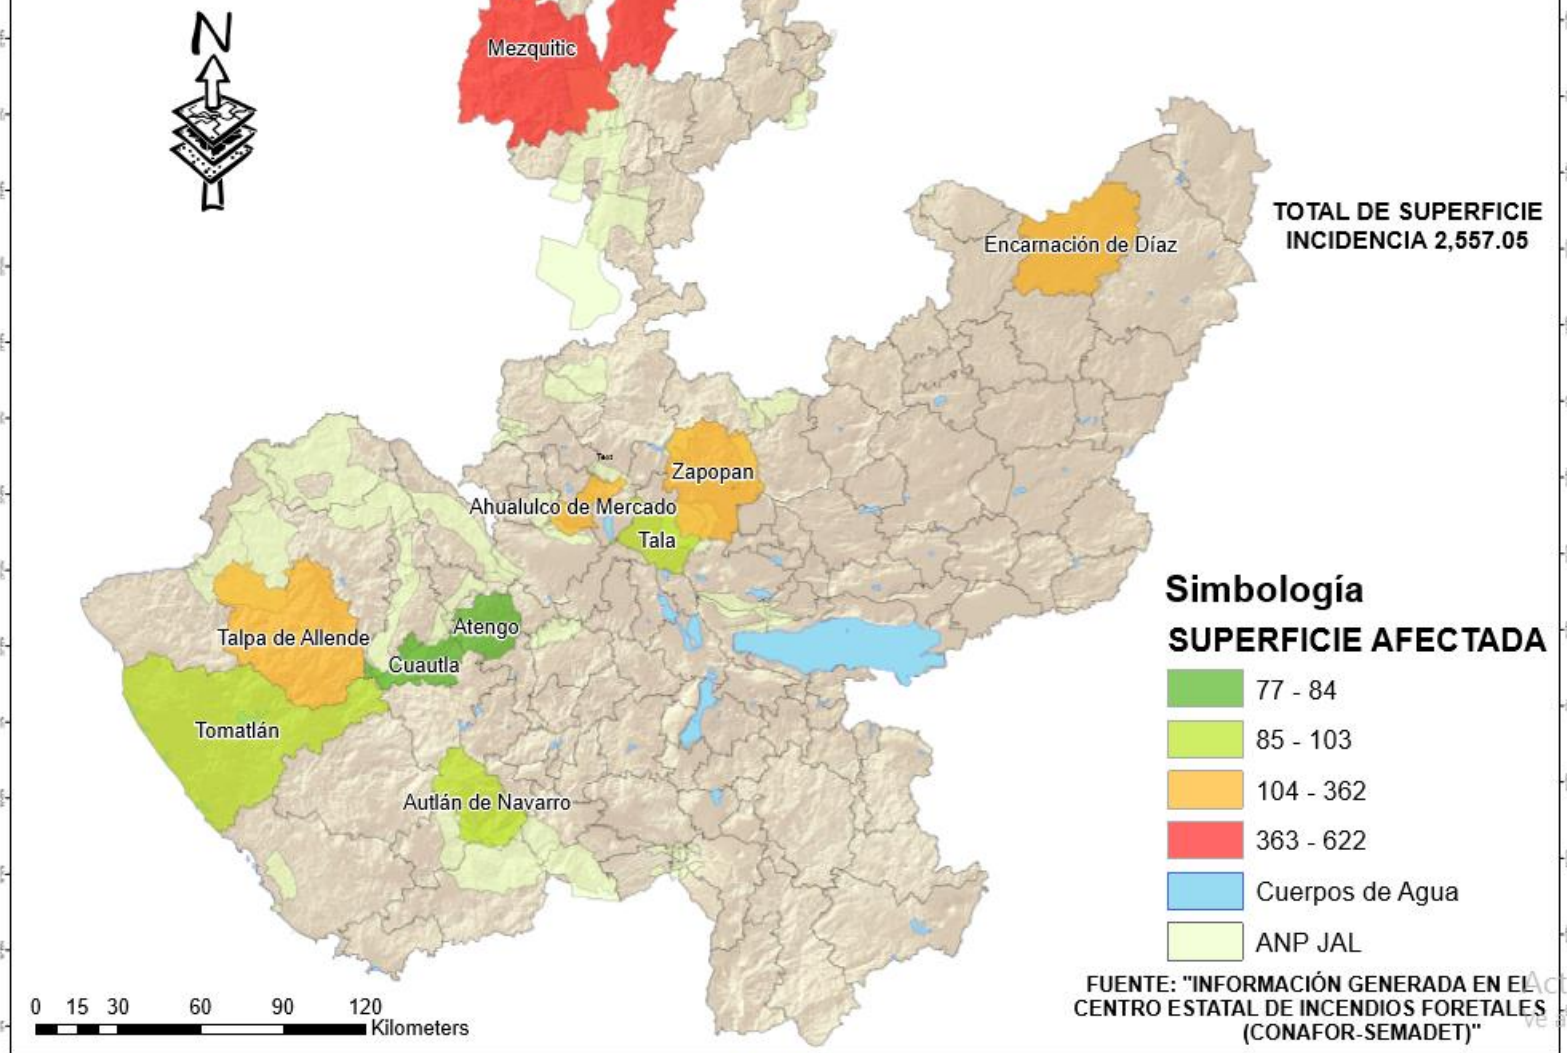 N
Mezquitic
Encarnación de Díaz
TOTAL DE SUPERFICIE
INCIDENCIA 2,557.05
Text
Zapopan
Ahualulco de Mercado
Tala
Atengo
Talpa de Allende
Cuautla
Tomatlán
Autlán de Navarro
Simbología
SUPERFICIE AFECTADA
77 - 84
85 - 103
104 - 362
363 - 622
Cuerpos de Agua
ANP JAL
FUENTE: "INFORMACIÓN GENERADA EN EL
CENTRO ESTATAL DE INCENDIOS FORETALES
(CONAFOR-SEMADET)"
0 15 30 60 90 120
Kilometers